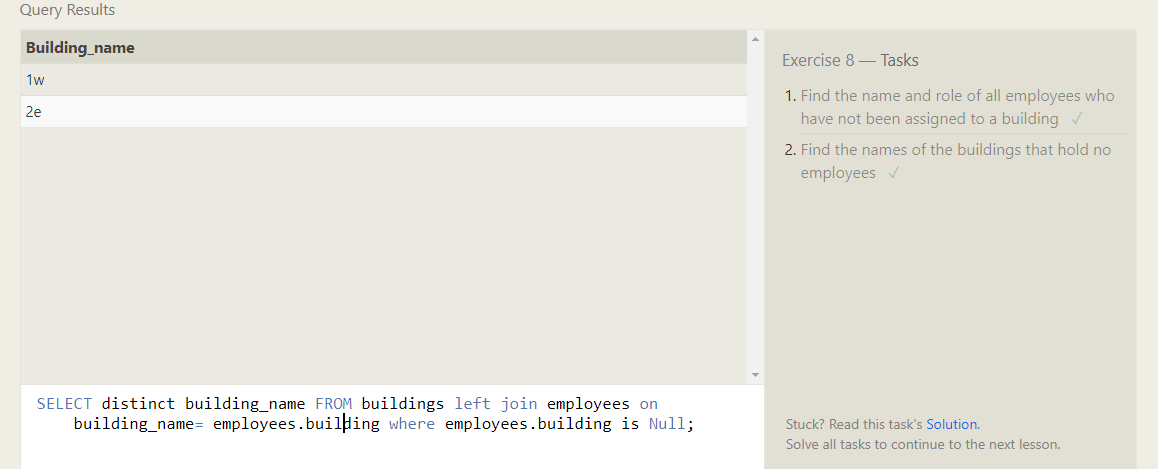 Query Results
Building_name
1w
2e
SELECT distinct building_name FROM buildings left join employees on
building_name= employees.building where employees.building is Null;
Exercise 8 — Tasks
1. Find the name and role of all employees who
have not been assigned to a building ✓
2. Find the names of the buildings that hold no
employees ✓
Stuck? Read this task's Solution.
Solve all tasks to continue to the next lesson.